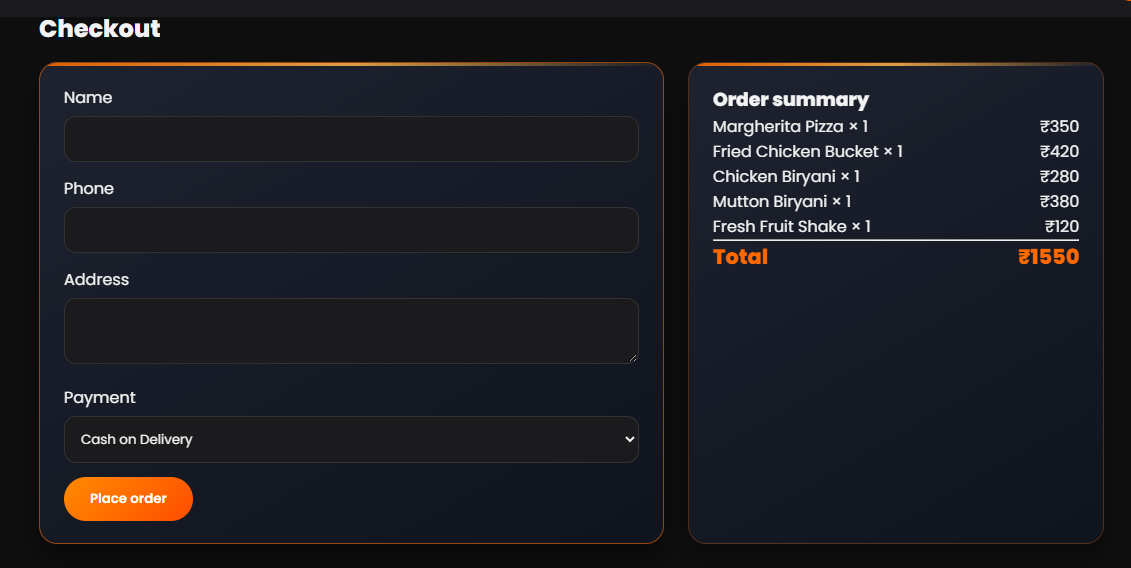 Checkout
Name
Phone
Address
Payment
Cash on Delivery
Place order
Order summary
Margherita Pizza × 1 ₹350
Fried Chicken Bucket × 1 ₹420
Chicken Biryani × 1 ₹280
Mutton Biryani × 1 ₹380
Fresh Fruit Shake × 1 ₹120
Total ₹1550